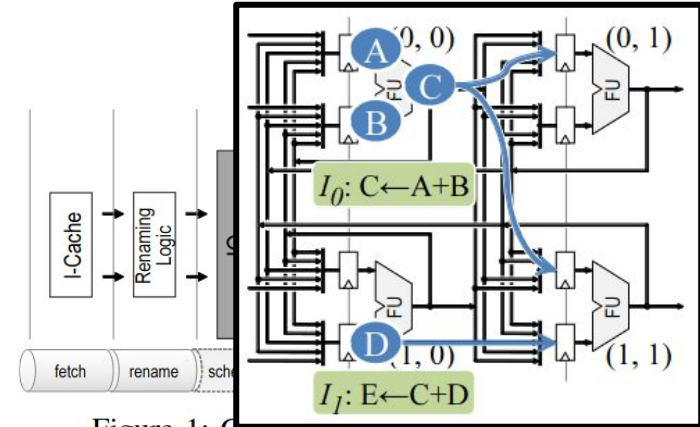 I-Cache
Renaming
Logic
fetch
rename
A
(0, 0)
FU
C
B
(0, 1)
FU
I0: C←A+B
FU
D
(1, 0)
FU
(1, 1)
I1: E←C+D
Figure 1: